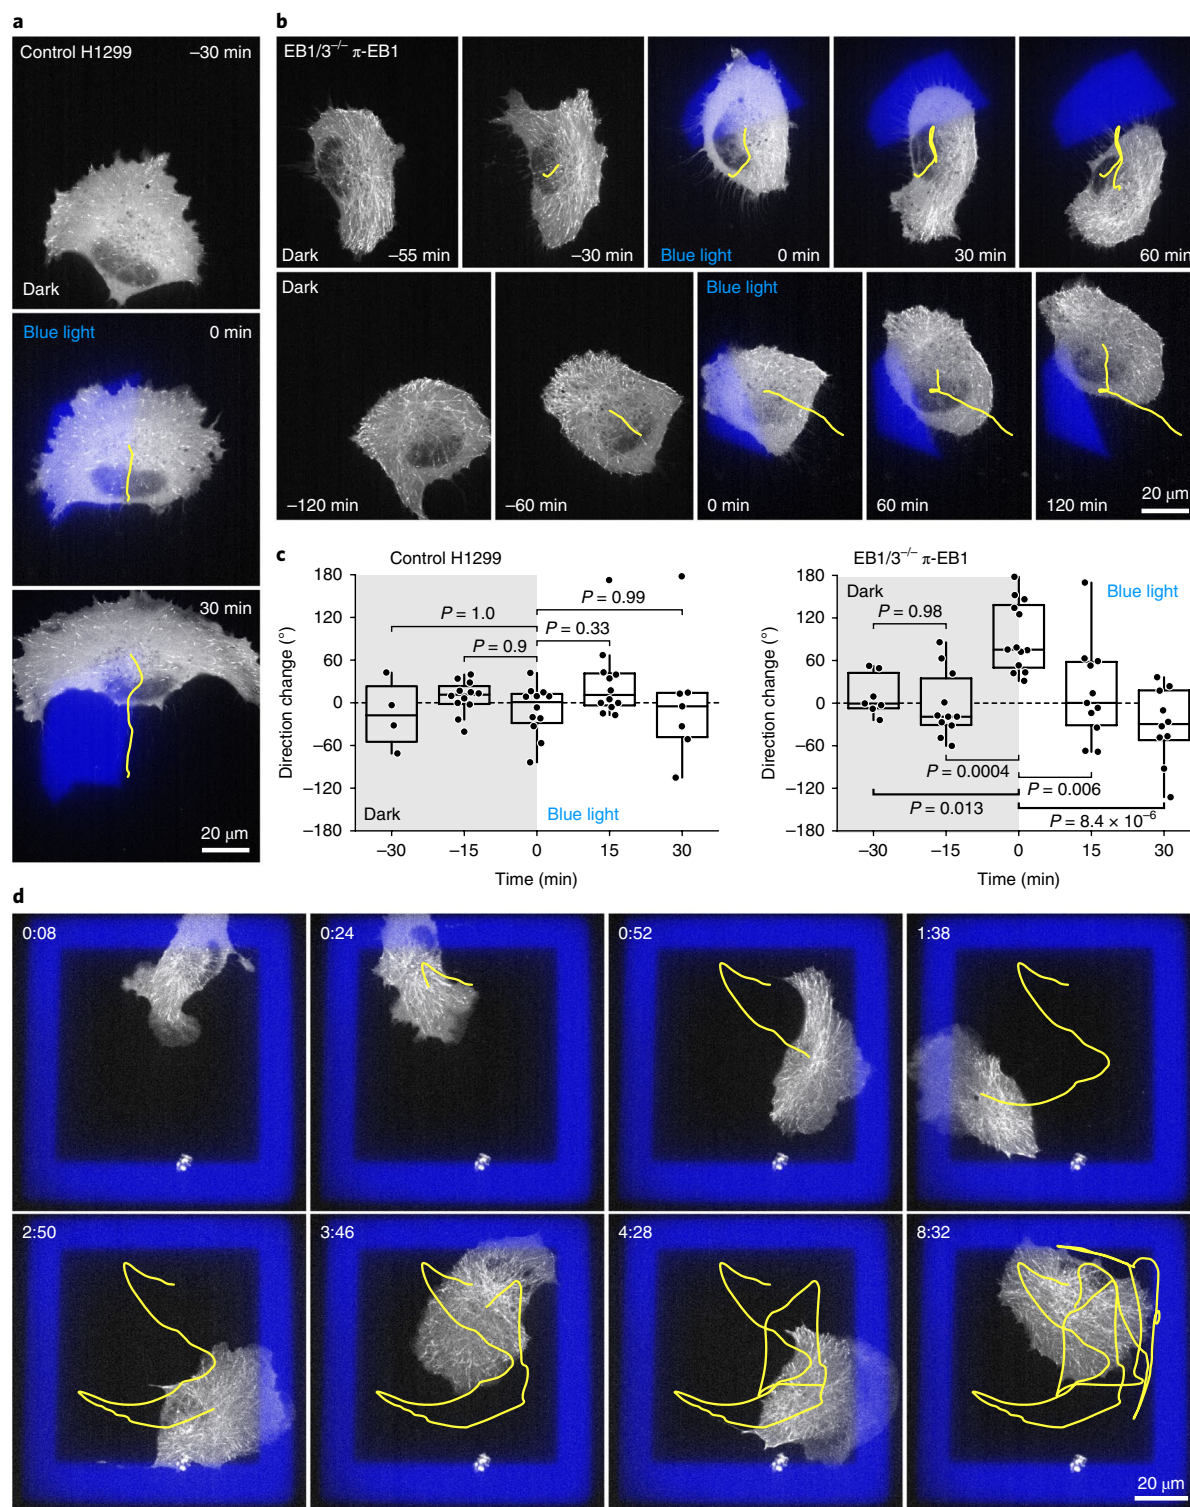 a
Control H1299
–30 min
Dark
Blue light
0 min
30 min
20 µm
b
EB1/3–/– π-EB1
Dark
–55 min
–30 min
Blue light
0 min
30 min
60 min
Dark
–120 min
–60 min
Blue light
0 min
60 min
120 min
20 µm
c
Control H1299
Direction change (°)
180
120
60
0
–60
–120
–180
P = 1.0
P = 0.9
P = 0.99
P = 0.33
Dark
Blue light
–30
–15
0
15
30
Time (min)
EB1/3–/– π-EB1
Direction change (°)
180
120
60
0
–60
–120
–180
Dark
Blue light
P = 0.98
P = 0.0004
P = 0.013
P = 0.006
P = 8.4 × 10–6
–30
–15
0
15
30
Time (min)
d
0:08
0:24
0:52
1:38
2:50
3:46
4:28
8:32
20 µm